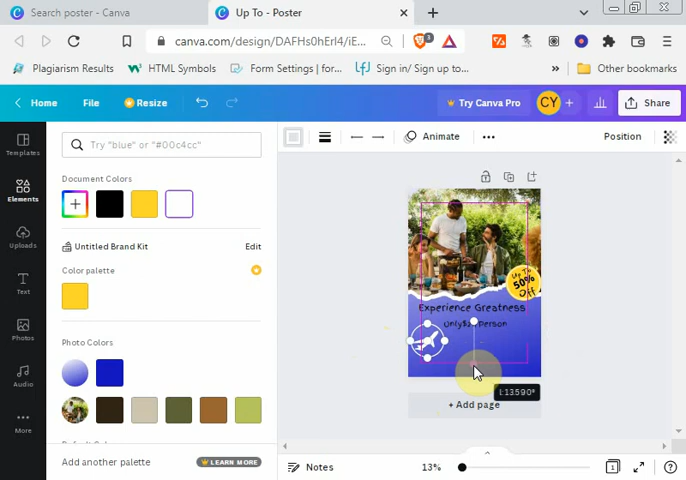 Search poster - Canva
Up To - Poster
canva.com/design/DAFHs0hErl4/iE...
3
Plagiarism Results
HTML Symbols
Form Settings | for...
Sign in/ Sign up to...
»
Other bookmarks
Home
File
Resize
Try Canva Pro
CY
+
Share
Animate
Position
Templates
Elements
Uploads
Text
Photos
Audio
More
Try "blue" or "#00c4cc"
Document Colors
Untitled Brand Kit
Edit
Color palette
Photo Colors
Add another palette
LEARN MORE
Up To
50%
Off
Experience Greatness
Person
+ Add page
Notes
13%
1